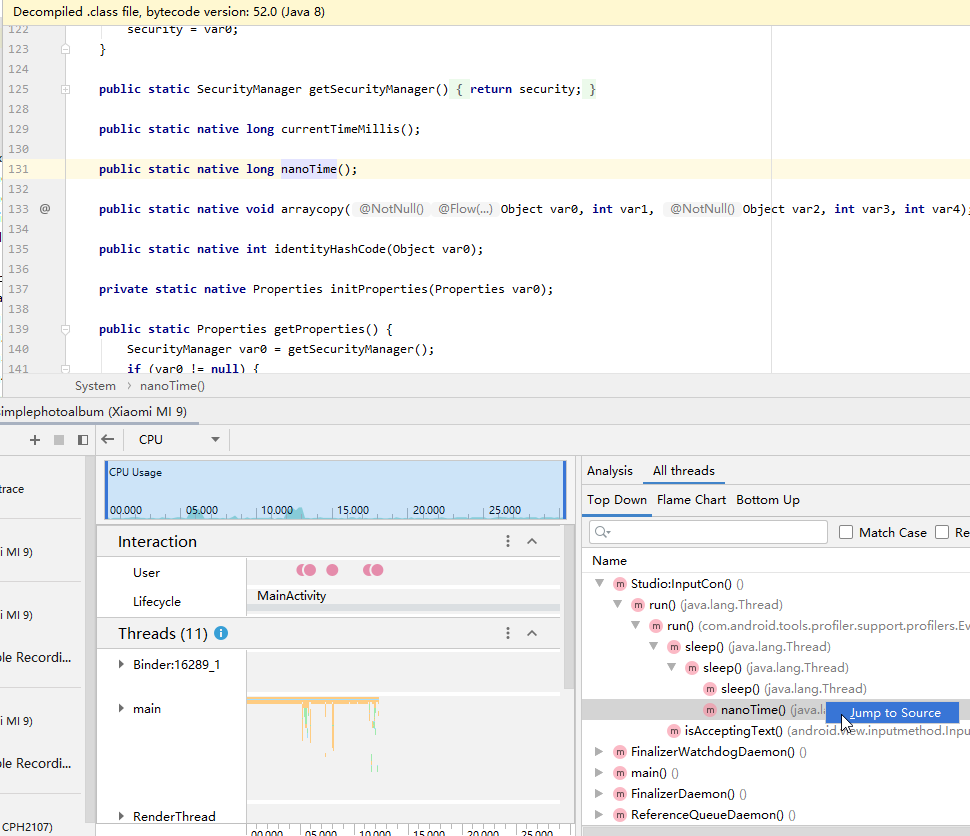 Decompiled .class file, bytecode version: 52.0 (Java 8)
122 security = var0;
123 }
124
125 public static SecurityManager getSecurityManager() { return security; }
128
129 public static native long currentTimeMillis();
130
131 public static native long nanoTime();
132
133 @ public static native void arraycopy( @NotNull() @Flow(...) Object var0, int var1, @NotNull() Object var2, int var3, int var4);
134
135 public static native int identityHashCode(Object var0);
136
137 private static native Properties initProperties(Properties var0);
138
139 public static Properties getProperties() {
140 SecurityManager var0 = getSecurityManager();
141 if (var0 != null) {
System › nanoTime()
implephotoalbum (Xiaomi MI 9)
CPU
trace
i MI 9)
i MI 9)
le Recordi...
i MI 9)
le Recordi...
CPH2107)
CPU Usage
00.000 05.000 10.000 15.000 20.000 25.000
Interaction
User
Lifecycle MainActivity
Threads (11)
Binder:16289_1
main
RenderThread
00.000 05.000 10.000 15.000 20.000 25.000
Analysis All threads
Top Down Flame Chart Bottom Up
Match Case Re
Name
m Studio:InputCon() ()
m run() (java.lang.Thread)
m run() (com.android.tools.profiler.support.profilers.Ev
m sleep() (java.lang.Thread)
m sleep() (java.lang.Thread)
m sleep() (java.lang.Thread)
m nanoTime() (java.la
Jump to Source
m isAcceptingText() (android.view.inputmethod.Inpu
m FinalizerWatchdogDaemon() ()
m main() ()
m FinalizerDaemon() ()
m ReferenceQueueDaemon() ()